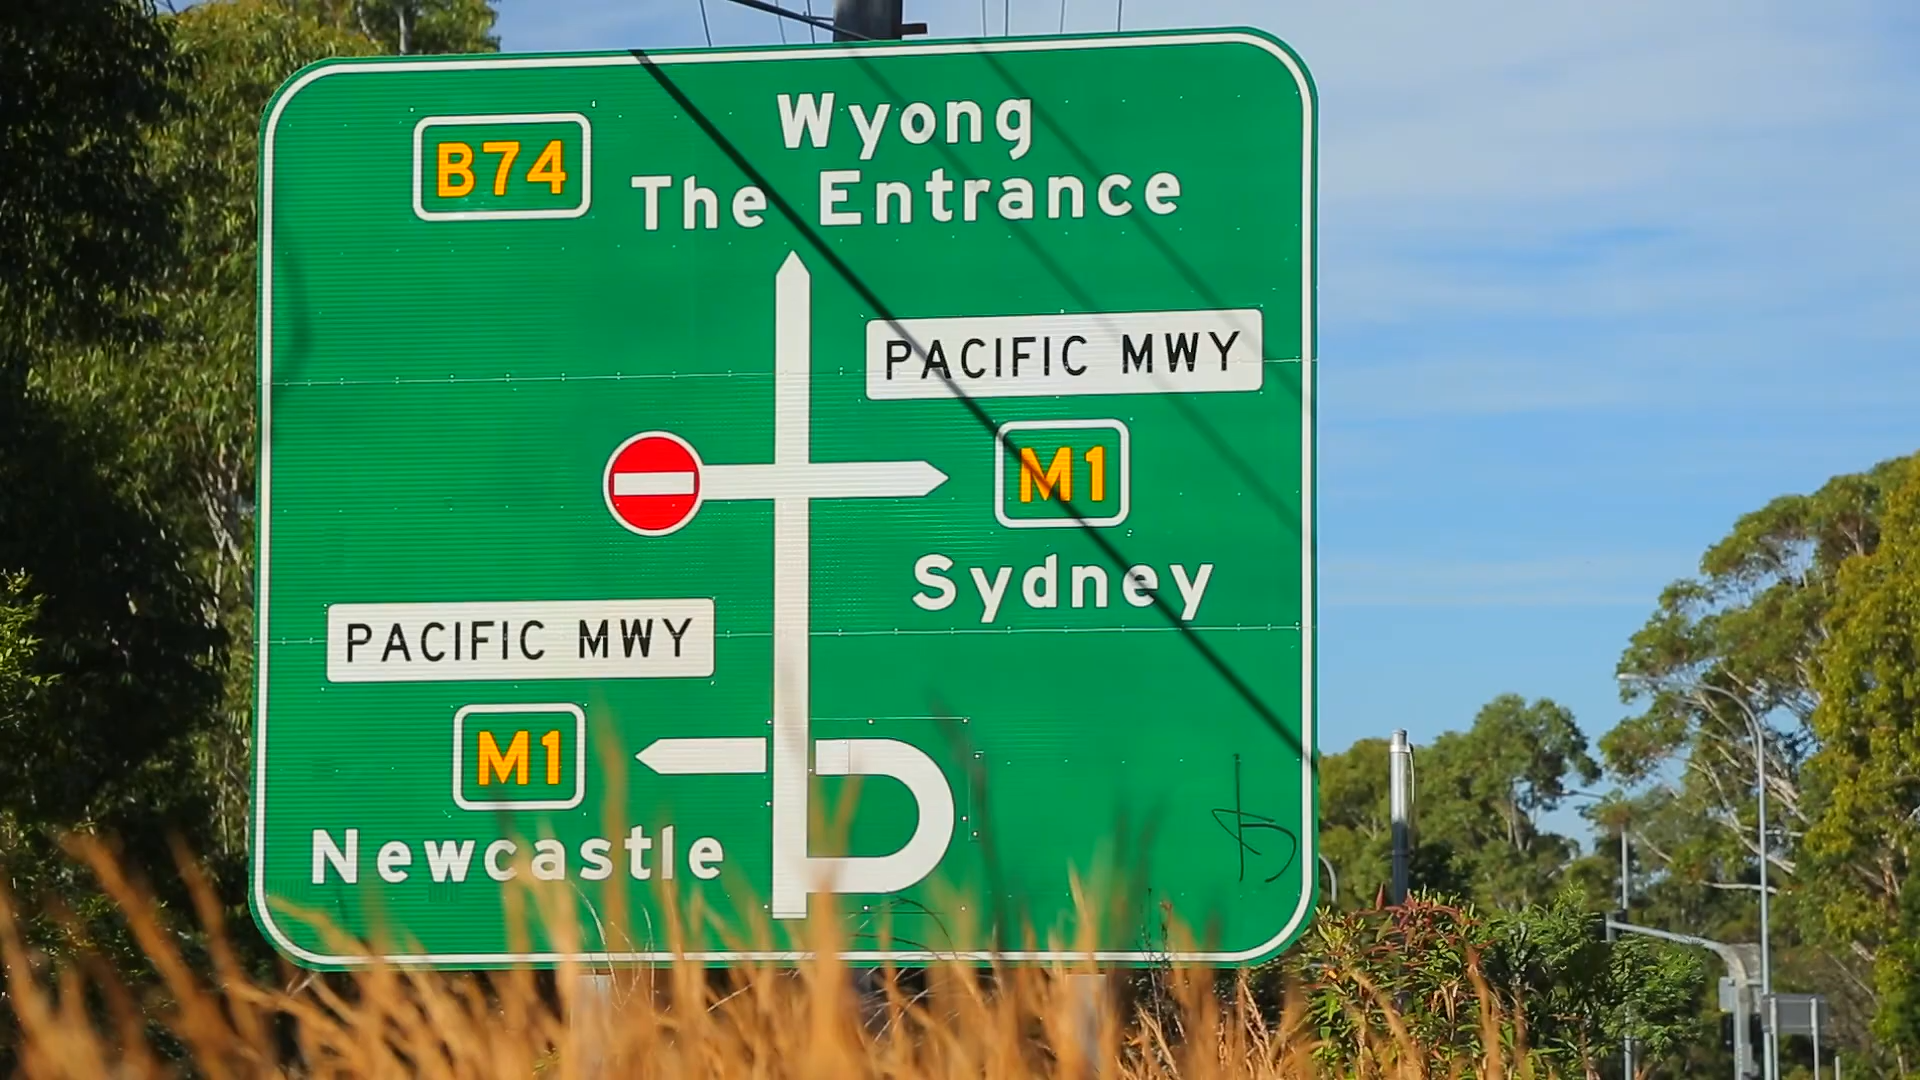 B74
Wyong
The Entrance
PACIFIC MWY
M1
Sydney
PACIFIC MWY
M1
Newcastle